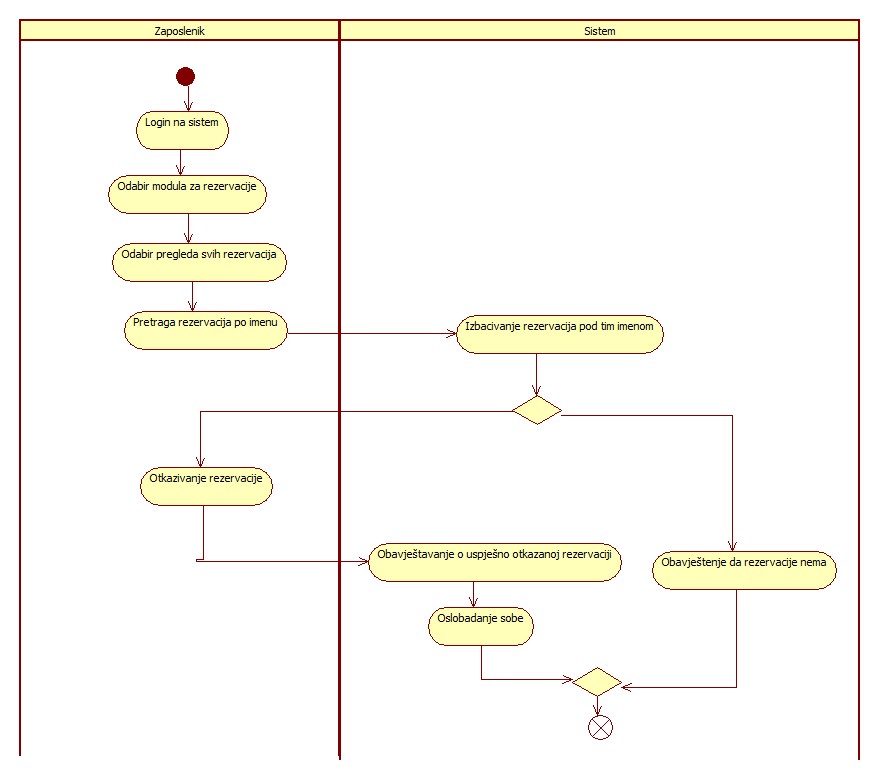 Zaposlenik
Sistem
Login na sistem
Odabir modula za rezervacije
Odabir pregleda svih rezervacija
Pretraga rezervacija po imenu
Izbacivanje rezervacija pod tim imenom
Otkazivanje rezervacije
Obavještavanje o uspješno otkazanoj rezervaciji
Obavještenje da rezervacije nema
Oslobađanje sobe